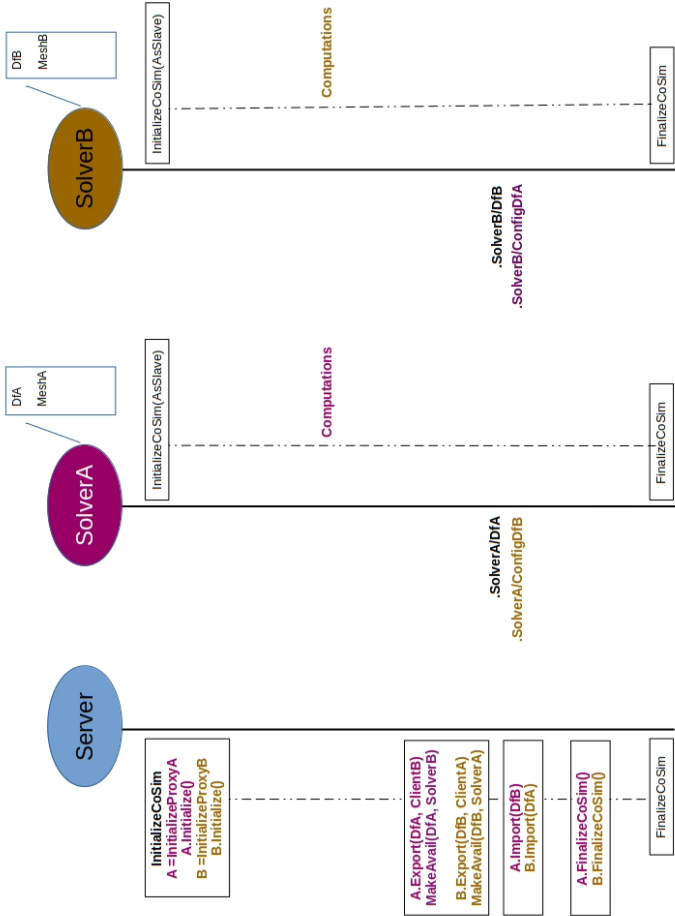 Server
InitializeCoSim
A =InitializeProxyA
A.Initialize()
B =InitializeProxyB
B.Initialize()
A.Export(DfA, ClientB)
MakeAvail(DfA, SolverB)
B.Export(DfB, ClientA)
MakeAvail(DfB, SolverA)
A.Import(DfB)
B.Import(DfA)
A.FinalizeCoSim()
B.FinalizeCoSim()
FinalizeCoSim
SolverA
DfA
MeshA
InitializeCoSim(AsSlave)
Computations
.SolverA/DfA
.SolverA/ConfigDfB
FinalizeCoSim
SolverB
DfB
MeshB
InitializeCoSim(AsSlave)
Computations
.SolverB/DfB
.SolverB/ConfigDfA
FinalizeCoSim